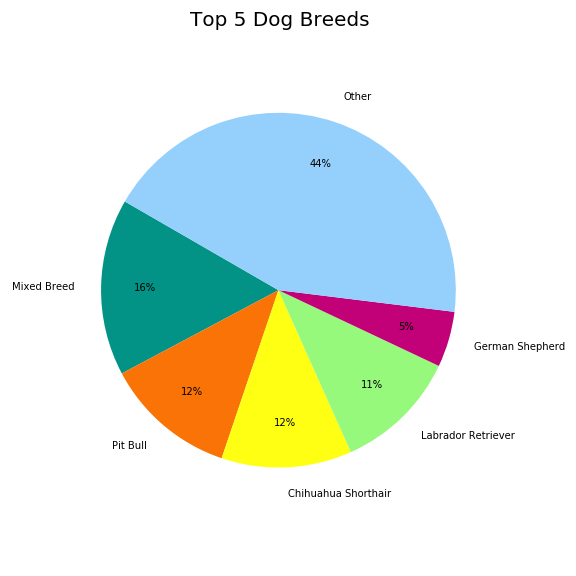 Top 5 Dog Breeds
Other
44%
Mixed Breed
16%
5%
German Shepherd
12%
11%
Pit Bull
12%
Labrador Retriever
Chihuahua Shorthair